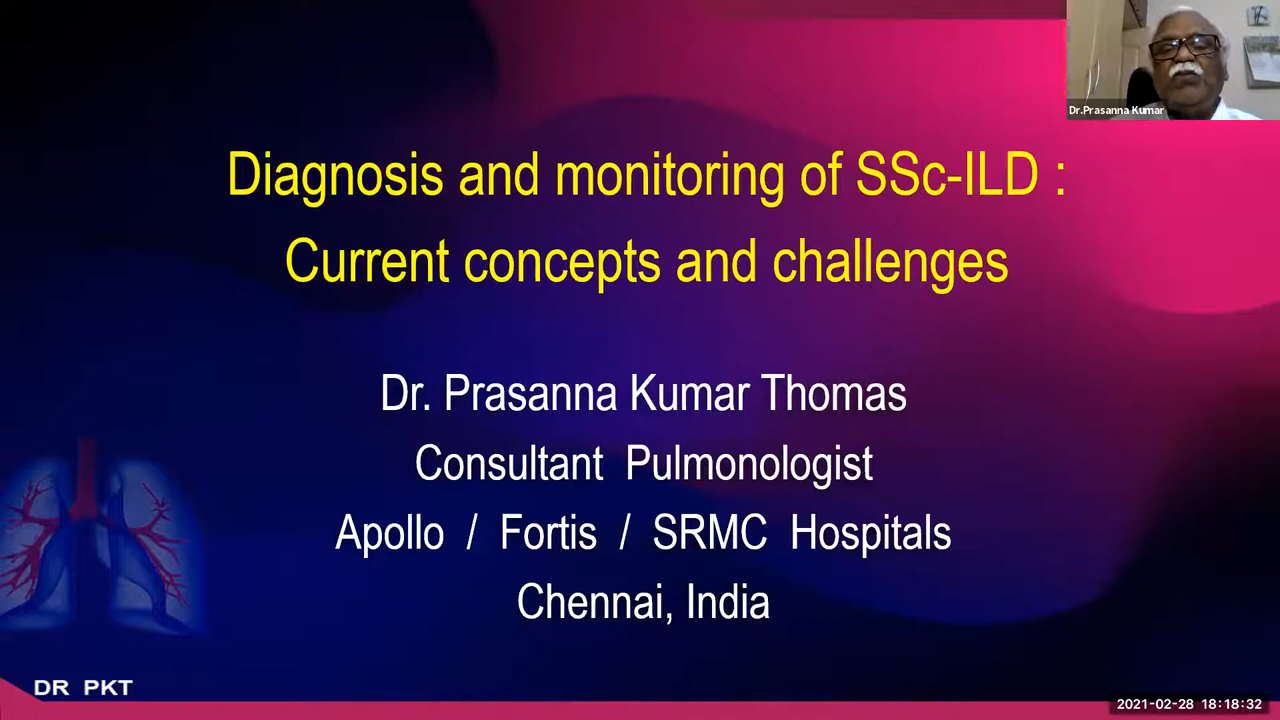 Dr.Prasanna Kumar
Diagnosis and monitoring of SSc-ILD :
Current concepts and challenges
Dr. Prasanna Kumar Thomas
Consultant Pulmonologist
Apollo / Fortis / SRMC Hospitals
Chennai, India
DR PKT
2021-02-28 18:18:32